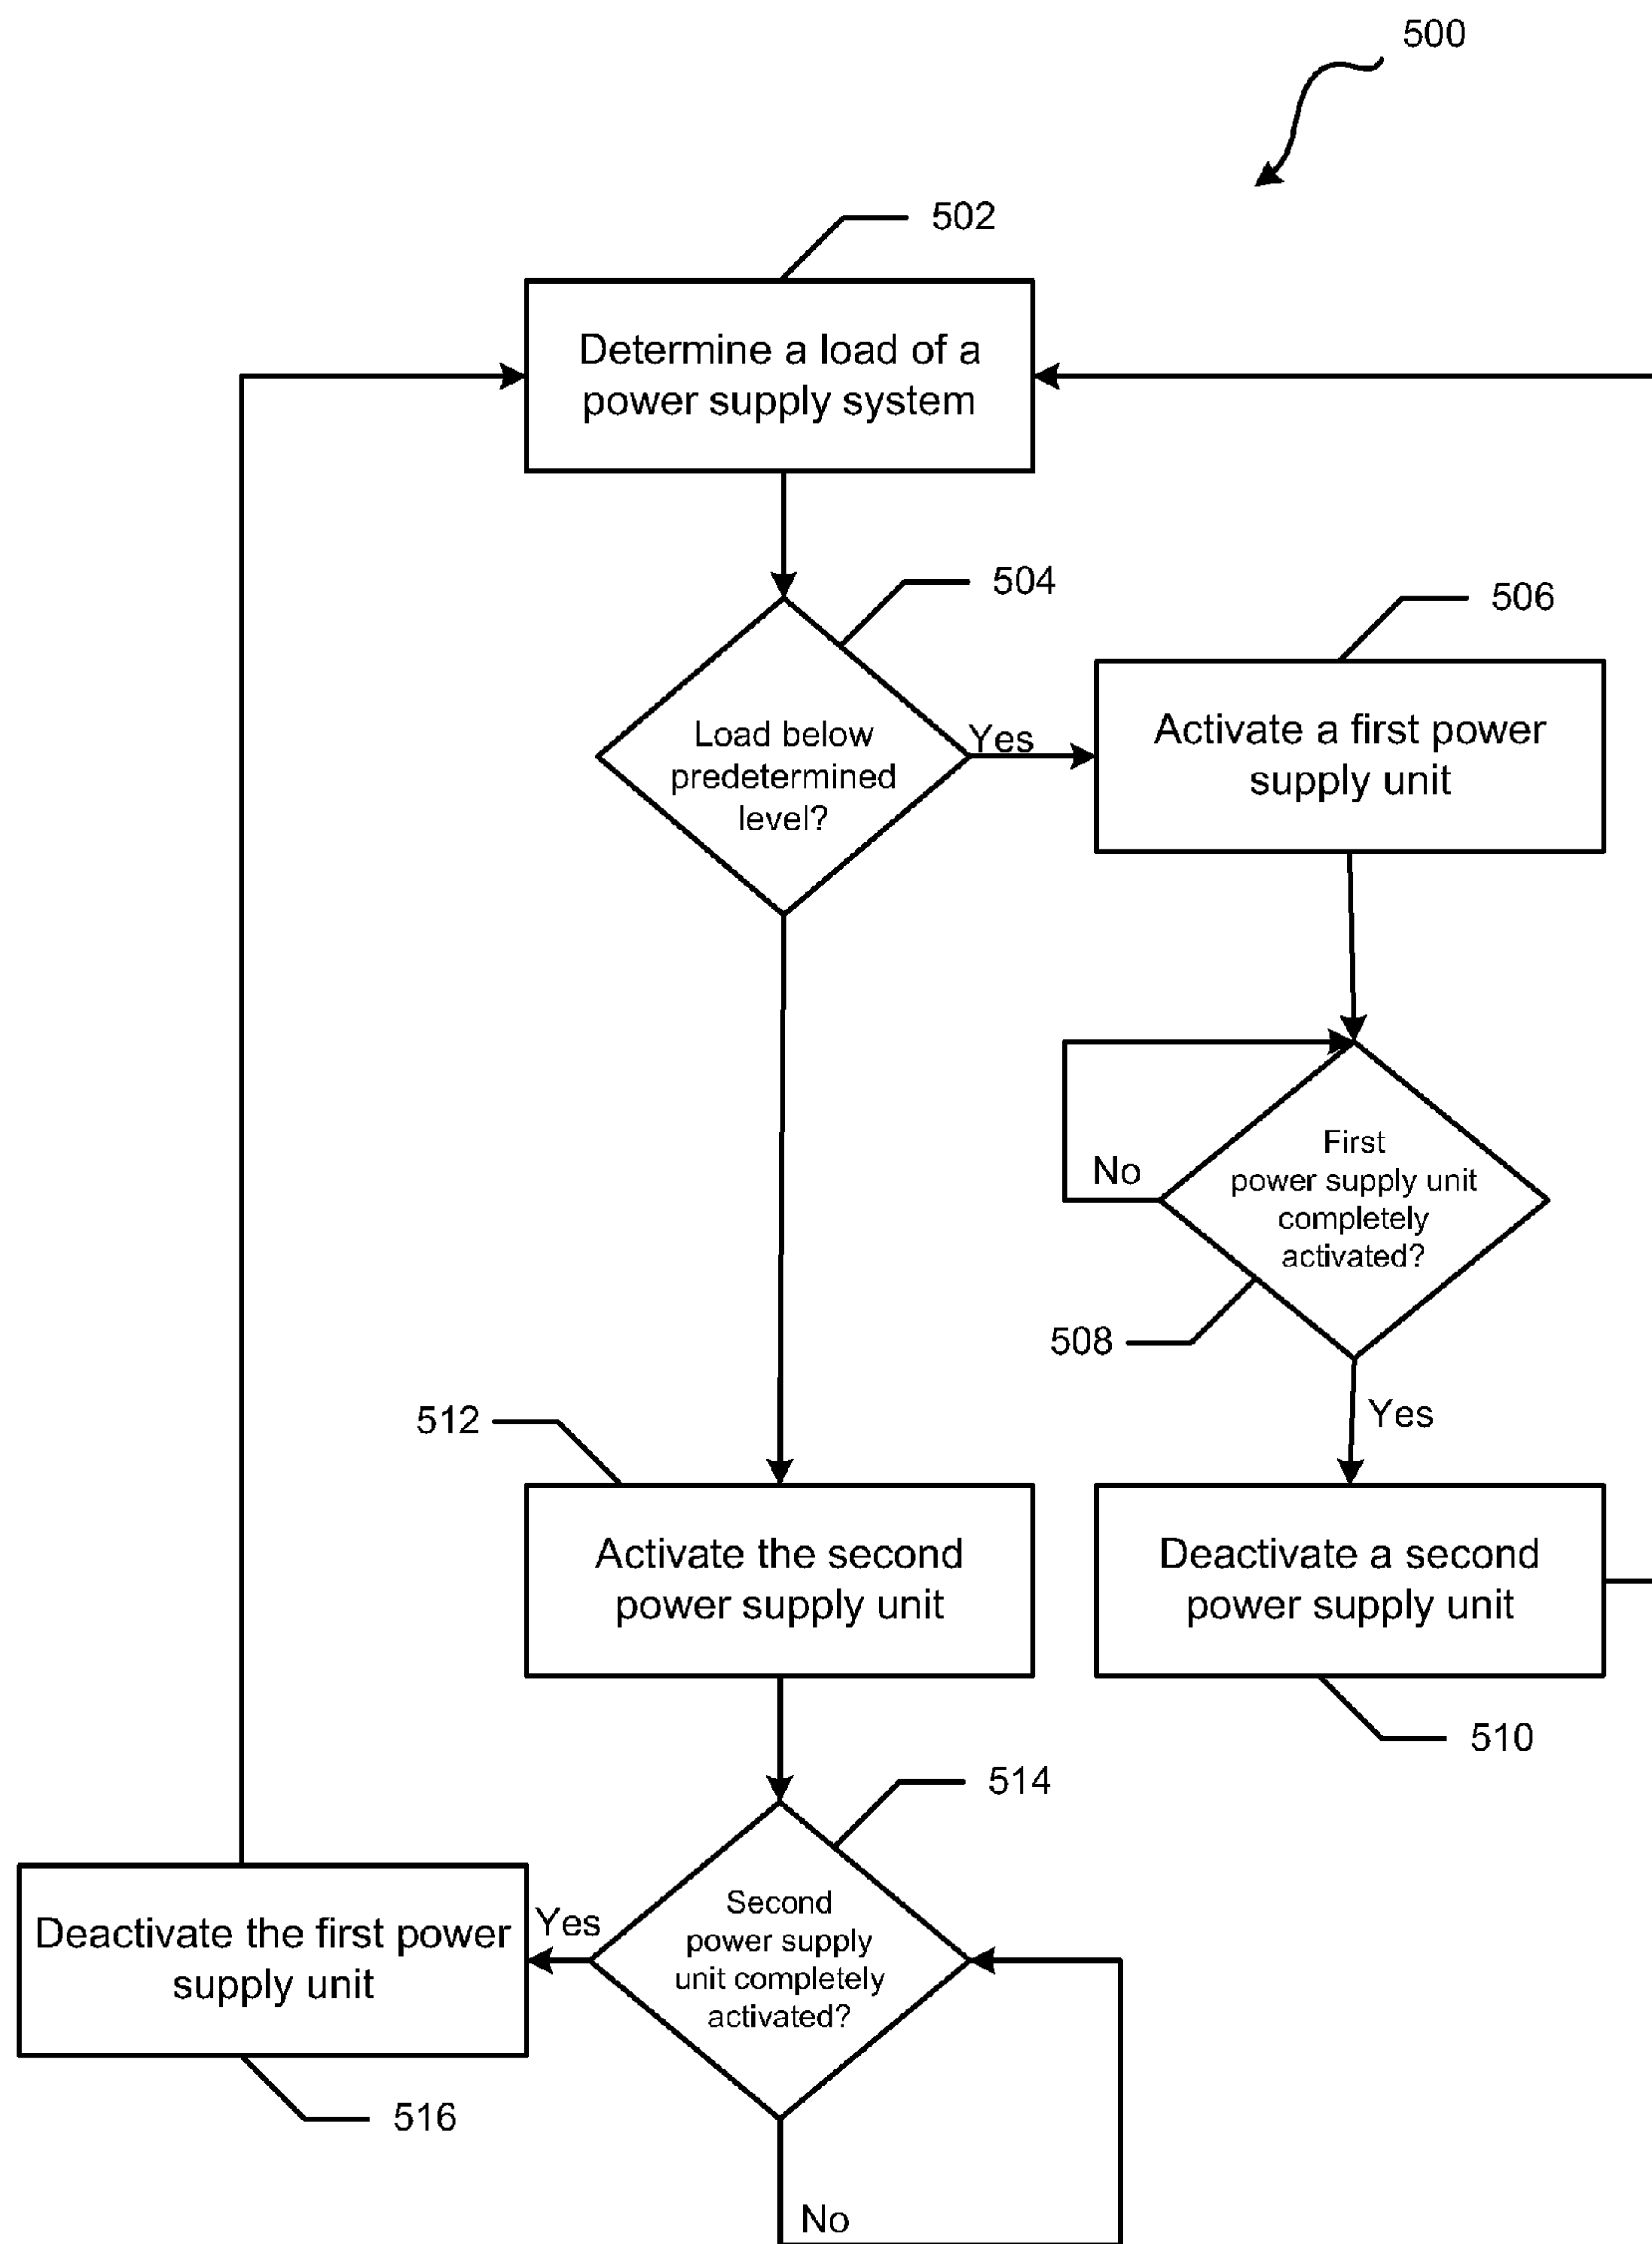 500
502
Determine a load of a
power supply system
504
506
Load below
predetermined
level?
Yes
Activate a first power
supply unit
First
power supply unit
completely
activated?
No
508
Yes
512
Activate the second
power supply unit
Deactivate a second
power supply unit
510
514
Second
power supply
unit completely
activated?
Yes
Deactivate the first power
supply unit
516
No